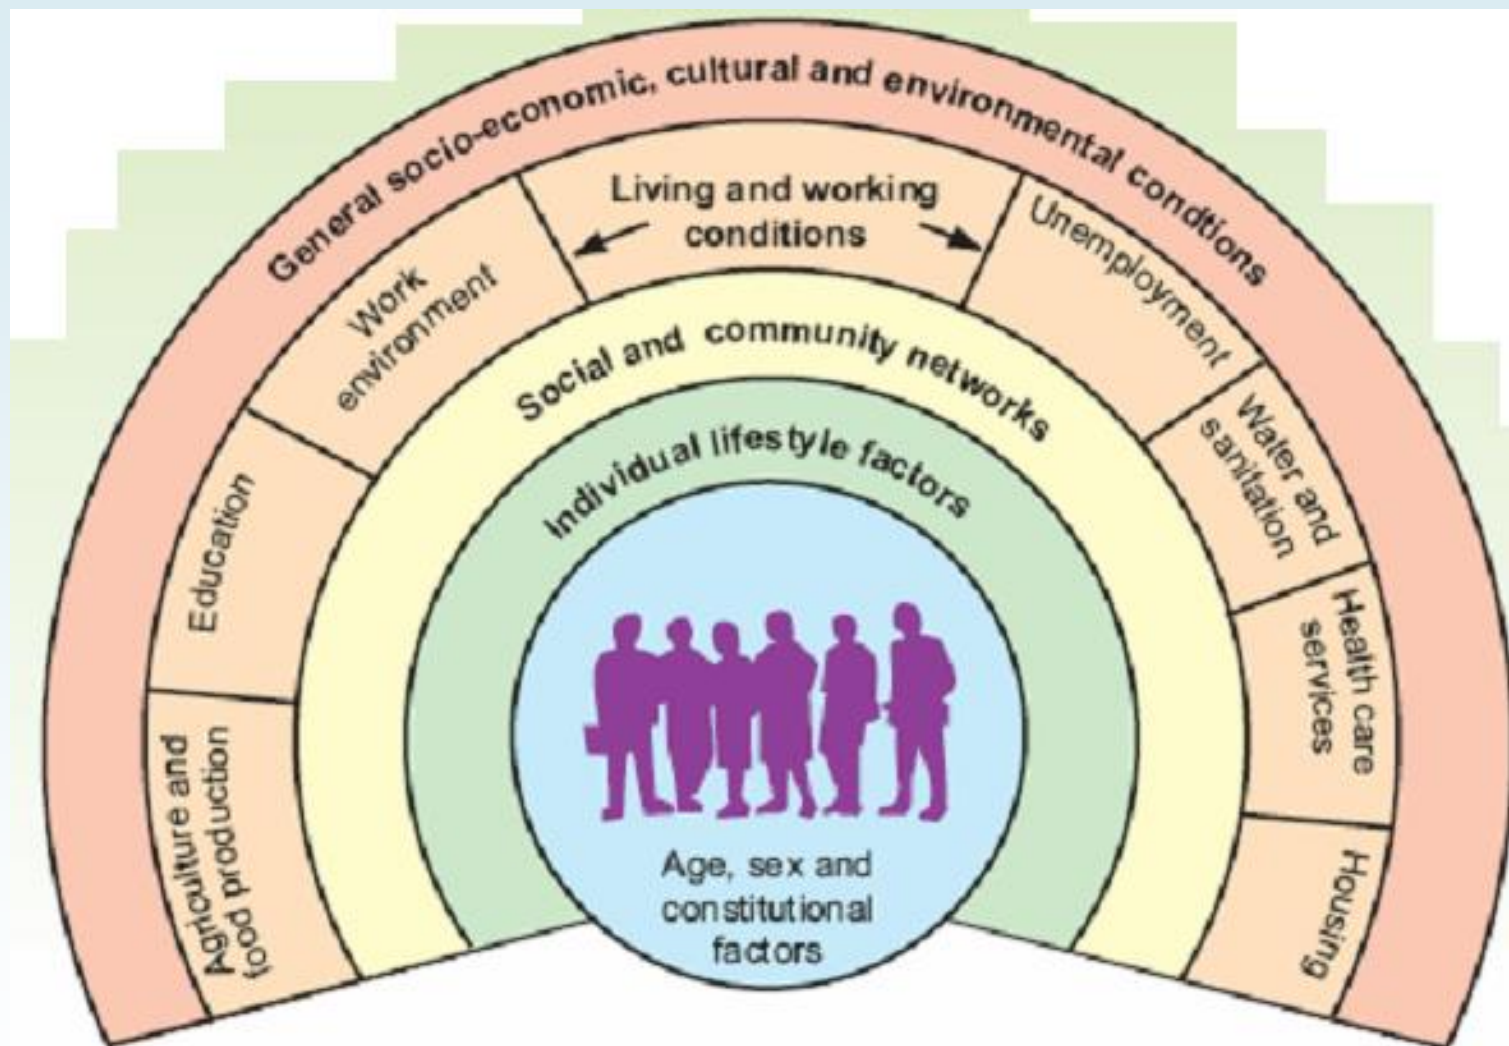 General socio-economic, cultural and environmental condtions
Living and working
conditions
Work
environment
Unemployment
Education
Water and
sanitation
Agriculture and
food production
Health care
services
Housing
Social and community networks
Individual lifestyle factors
Age, sex and
constitutional
factors